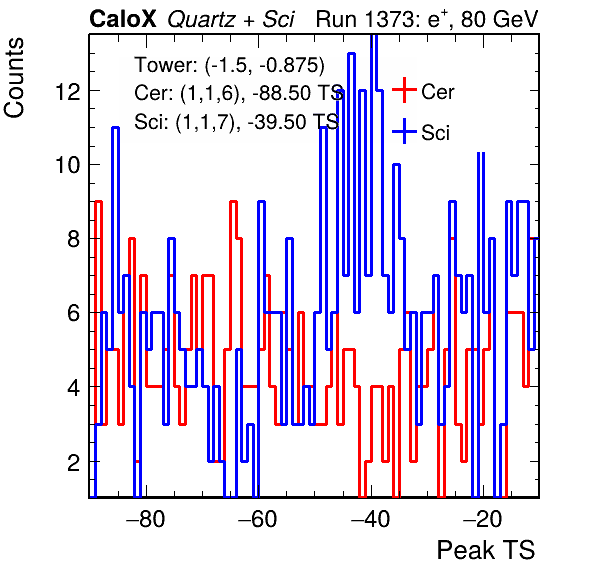 CaloX Quartz + Sci Run 1373: e+, 80 GeV
Counts
Tower: (-1.5, -0.875)
Cer: (1,1,6), -88.50 TS
Sci: (1,1,7), -39.50 TS
Cer
Sci
12
10
8
6
4
2
−80 −60 −40 −20
Peak TS